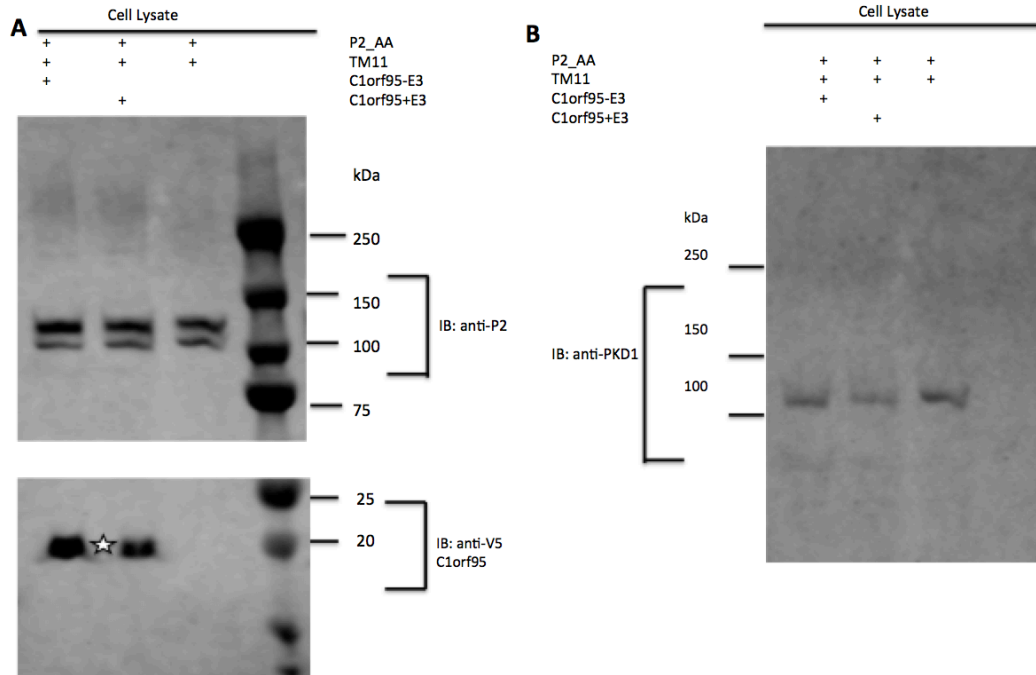 A
Cell Lysate
+ + + P2_AA
+ + + TM11
+ C1orf95-E3
+ C1orf95+E3
kDa
250
150
100
75
IB: anti-P2
25
20
IB: anti-V5
C1orf95
B
Cell Lysate
P2_AA + + +
TM11 + + +
C1orf95-E3 +
C1orf95+E3 +
kDa
250
150
100
IB: anti-PKD1